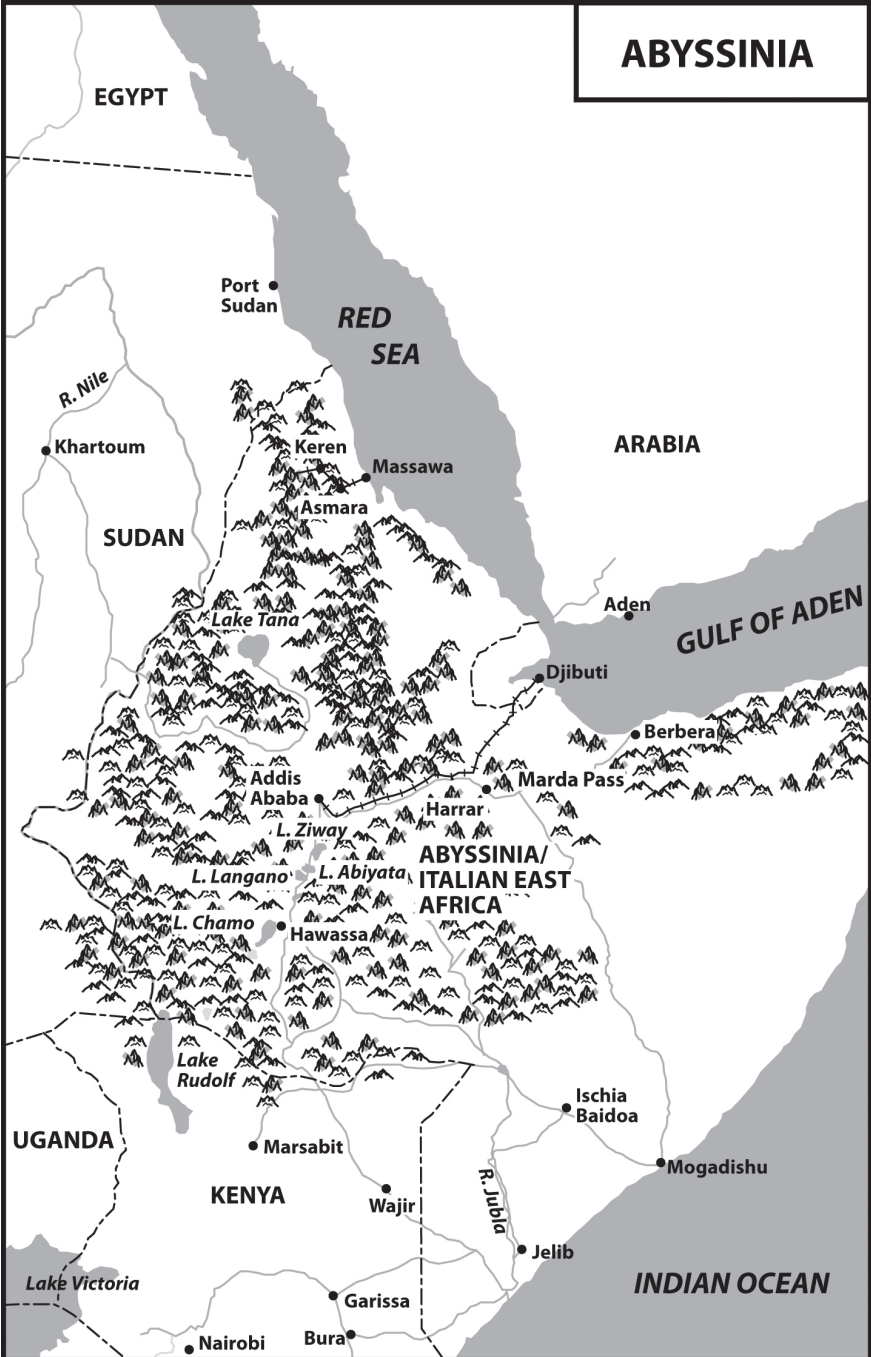 ABYSSINIA
EGYPT
Port
Sudan
RED
SEA
R. Nile
Khartoum
Keren
Massawa
ARABIA
Asmara
SUDAN
Lake Tana
Aden
GULF OF ADEN
Djibuti
Berbera
Addis
Ababa
Marda Pass
Harrar
L. Ziway
L. Langano
L. Abiyata
ABYSSINIA/
ITALIAN EAST
AFRICA
L. Chamo
Hawassa
Lake
Rudolf
Ischia
Baidoa
UGANDA
Marsabit
Mogadishu
KENYA
Wajir
R. Jubla
Jelib
Lake Victoria
INDIAN OCEAN
Garissa
Bura
Nairobi